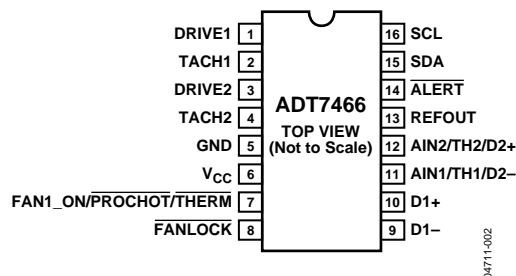 DRIVE1 1
TACH1 2
DRIVE2 3
TACH2 4
GND 5
VCC 6
FAN1_ON/PROCHOT/THERM 7
FANLOCK 8
ADT7466
TOP VIEW
(Not to Scale)
16 SCL
15 SDA
14 ALERT
13 REFOUT
12 AIN2/TH2/D2+
11 AIN1/TH1/D2–
10 D1+
9 D1–
04711-002